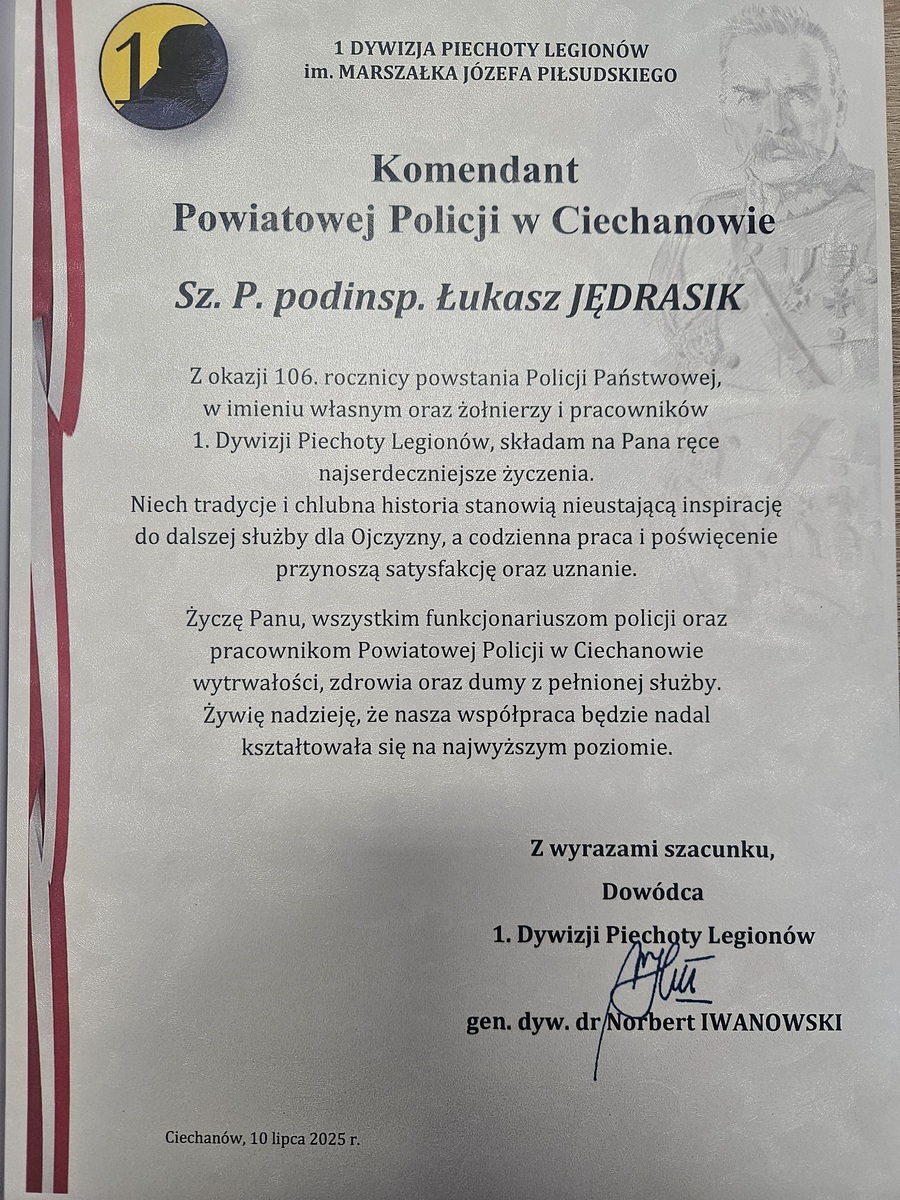 1
1 DYWIZJA PIECHOTY LEGIONÓW
im. MARSZAŁKA JÓZEFA PIŁSUDSKIEGO
Komendant
Powiatowej Policji w Ciechanowie
Sz. P. podinsp. Łukasz JĘDRASIK
Z okazji 106. rocznicy powstania Policji Państwowej,
w imieniu własnym oraz żołnierzy i pracowników
1. Dywizji Piechoty Legionów, składam na Pana ręce
najserdeczniejsze życzenia.
Niech tradycje i chlubna historia stanowią nieustającą inspirację
do dalszej służby dla Ojczyzny, a codzienna praca i poświęcenie
przynoszą satysfakcję oraz uznanie.
Życzę Panu, wszystkim funkcjonariuszom policji oraz
pracownikom Powiatowej Policji w Ciechanowie
wytrwałości, zdrowia oraz dumy z pełnionej służby.
Żywię nadzieję, że nasza współpraca będzie nadal
kształtowała się na najwyższym poziomie.
Z wyrazami szacunku,
Dowódca
1. Dywizji Piechoty Legionów
gen. dyw. dr Norbert IWANOWSKI
Ciechanów, 10 lipca 2025 r.